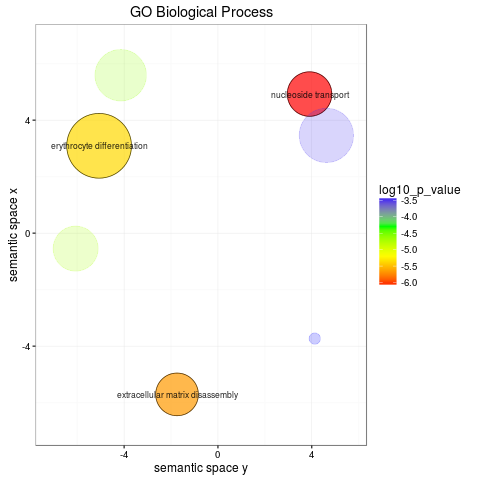 GO Biological Process
nucleoside transport
erythrocyte differentiation
extracellular matrix disassembly
4
0
-4
semantic space x
-4
0
4
semantic space y
log10_p_value
-3.5
-4.0
-4.5
-5.0
-5.5
-6.0